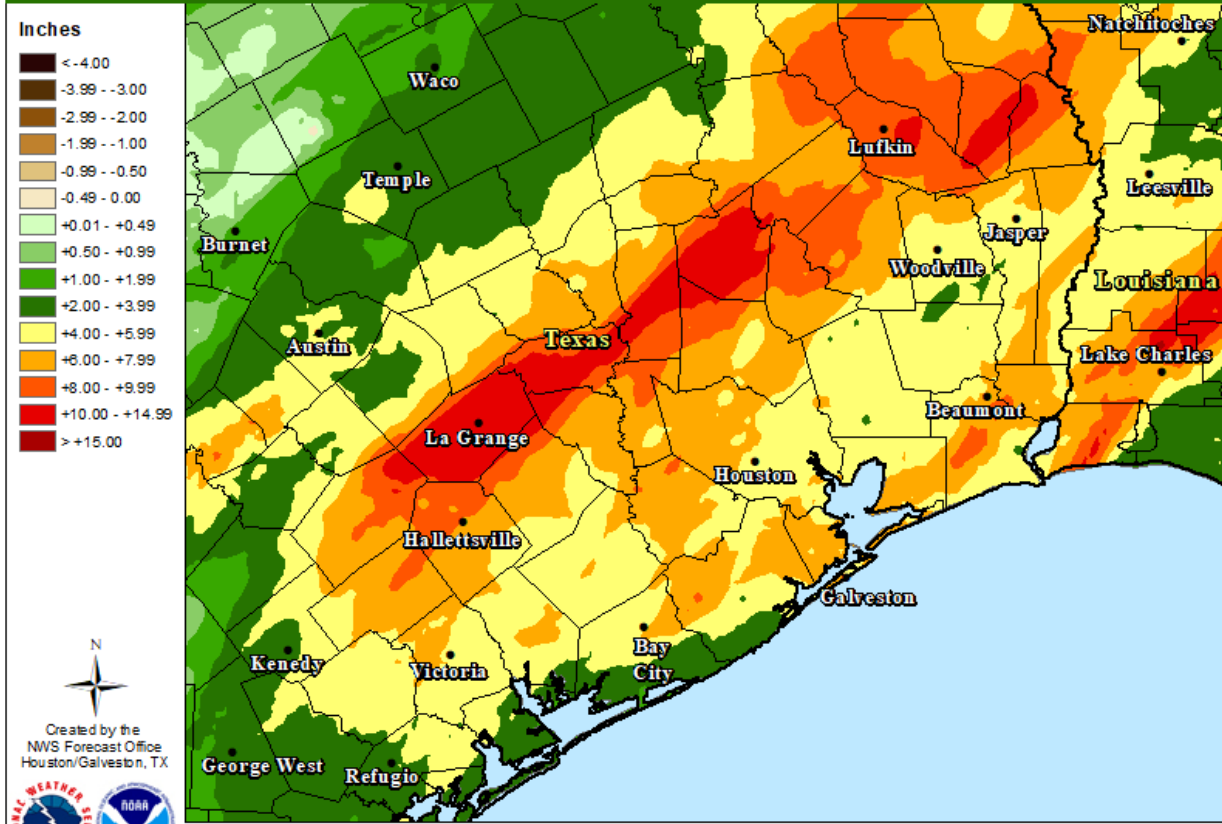 Inches
< -4.00
-3.99 - -3.00
-2.99 - -2.00
-1.99 - -1.00
-0.99 - -0.50
-0.49 - 0.00
+0.01 - +0.49
+0.50 - +0.99
+1.00 - +1.99
+2.00 - +3.99
+4.00 - +5.99
+6.00 - +7.99
+8.00 - +9.99
+10.00 - +14.99
> +15.00
N
Created by the
NWS Forecast Office
Houston/Galveston, TX
NOAA
Natchitoches
Waco
Lufkin
Temple
Leesville
Burnet
Jasper
Woodville
Louisiana
Austin
Texas
Lake Charles
Beaumont
La Grange
Houston
Hallettsville
Galveston
Bay
City
Kenedy
Victoria
George West
Refugio